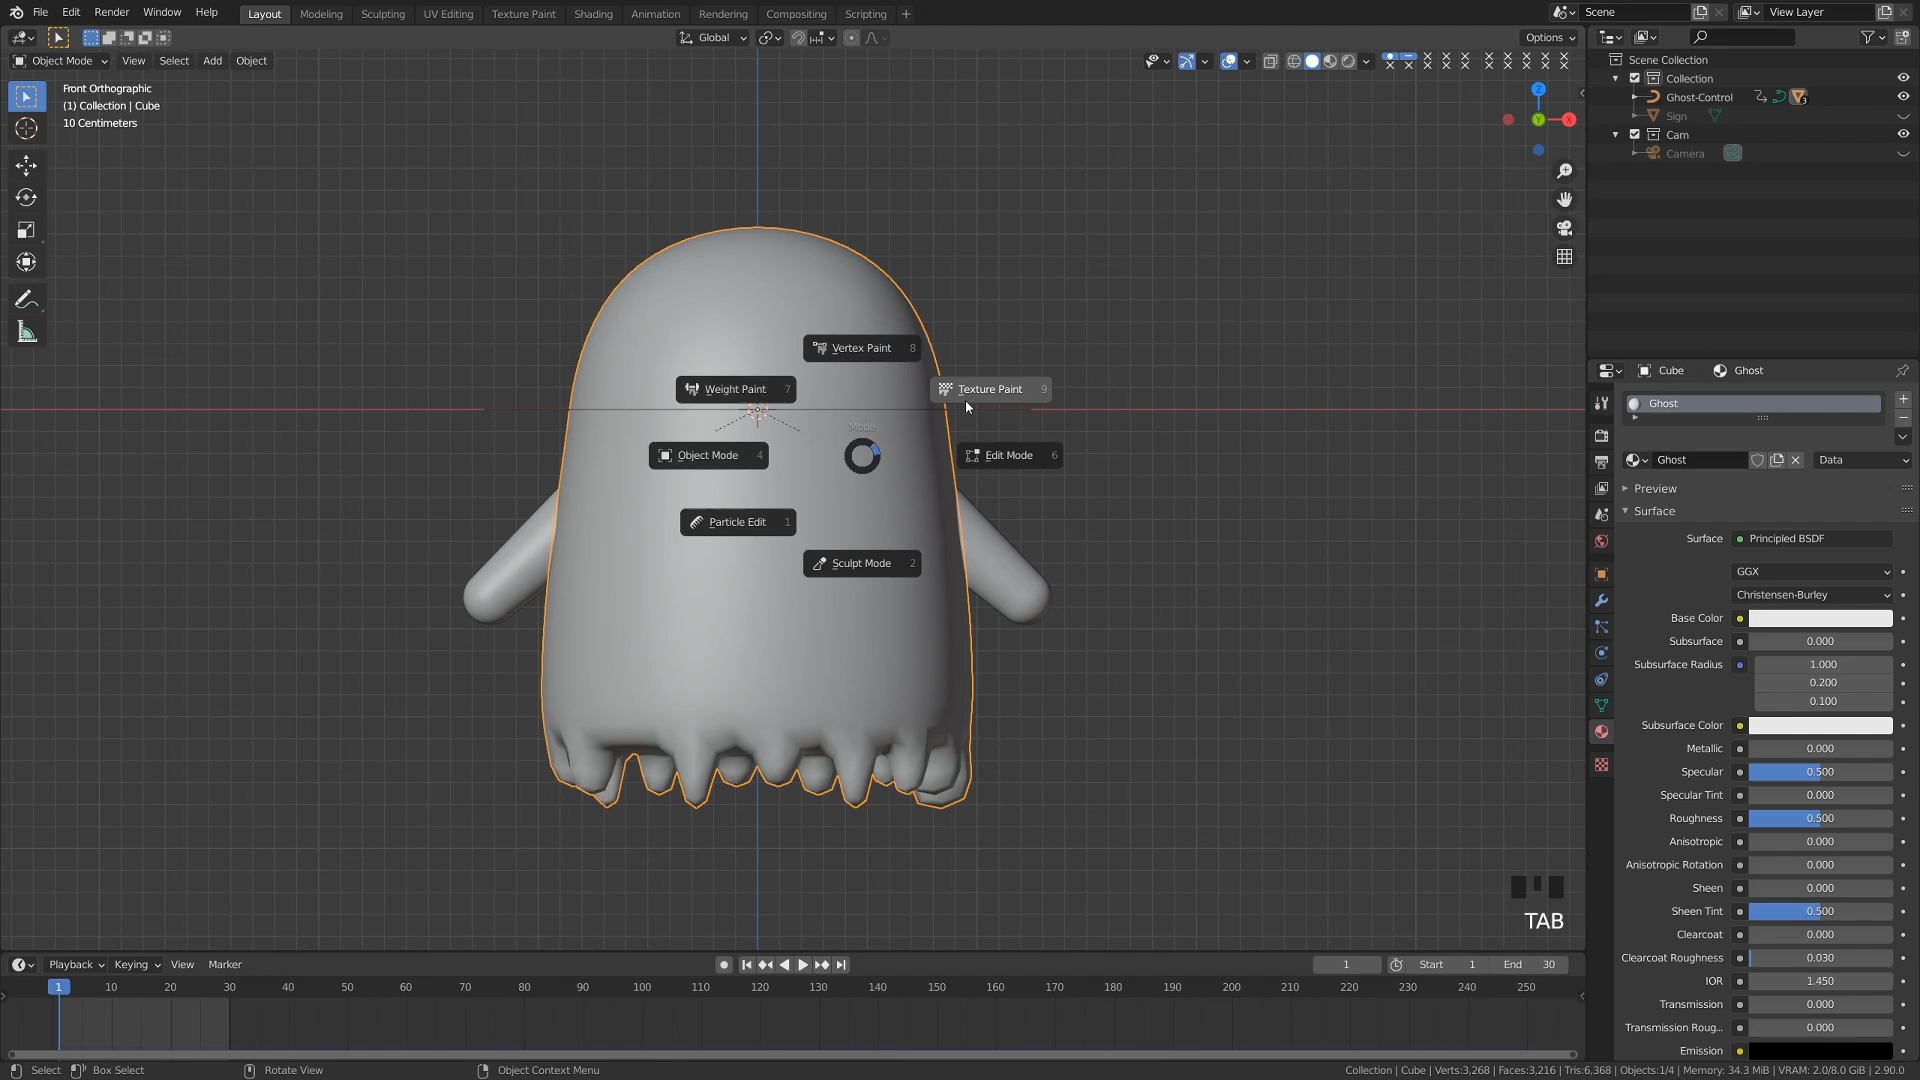 File Edit Render Window Help Layout Modeling Sculpting UV Editing Texture Paint Shading Animation Rendering Compositing Scripting + Scene View Layer
Global Options
Object Mode View Select Add Object
Front Orthographic
(1) Collection | Cube
10 Centimeters
Z
Y
X
Scene Collection
Collection
Ghost-Control
3
Sign
Cam
Camera
Vertex Paint 8
Weight Paint 7
Texture Paint 9
Mode
Object Mode 4
Edit Mode 6
Particle Edit 1
Sculpt Mode 2
TAB
Cube Ghost
Ghost
Ghost Data
Preview
Surface
Surface Principled BSDF
GGX
Christensen-Burley
Base Color
Subsurface 0.000
Subsurface Radius 1.000
0.200
0.100
Subsurface Color
Metallic 0.000
Specular 0.500
Specular Tint 0.000
Roughness 0.500
Anisotropic 0.000
Anisotropic Rotation 0.000
Sheen 0.000
Sheen Tint 0.500
Clearcoat 0.000
Clearcoat Roughness 0.030
IOR 1.450
Transmission 0.000
Transmission Roug... 0.000
Emission
Playback Keying View Marker 1 Start 1 End 30
1 10 20 30 40 50 60 70 80 90 100 110 120 130 140 150 160 170 180 190 200 210 220 230 240 250
Select Box Select Rotate View Object Context Menu Collection | Cube | Verts:3,268 | Faces:3,216 | Tris:6,368 | Objects:1/4 | Memory: 34.3 MiB | VRAM: 2.0/8.0 GiB | 2.90.0